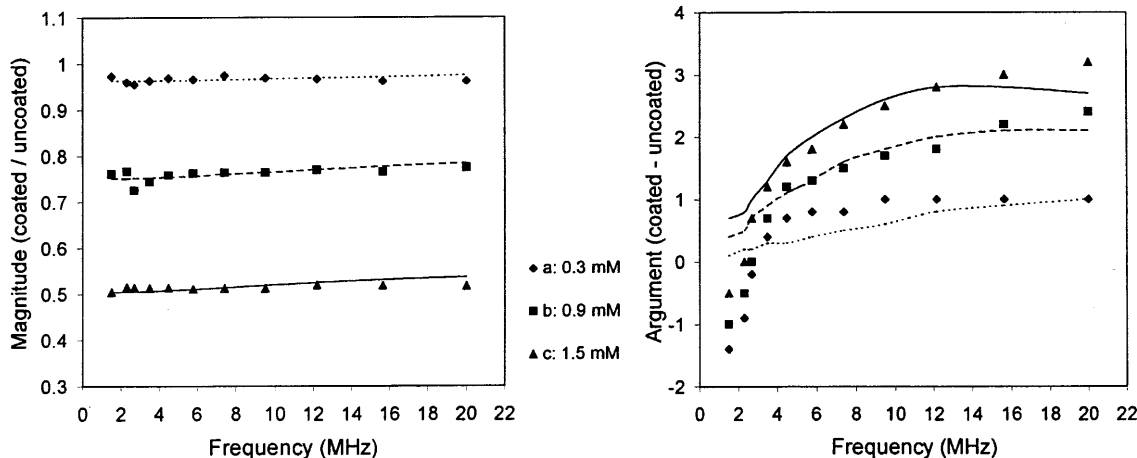 Magnitude (coated / uncoated)
1.1
1
0.9
0.8
0.7
0.6
0.5
0.4
0.3
0 2 4 6 8 10 12 14 16 18 20 22
Frequency (MHz)
a: 0.3 mM
b: 0.9 mM
c: 1.5 mM
Argument (coated - uncoated)
4
3
2
1
0
-1
-2
0 2 4 6 8 10 12 14 16 18 20 22
Frequency (MHz)